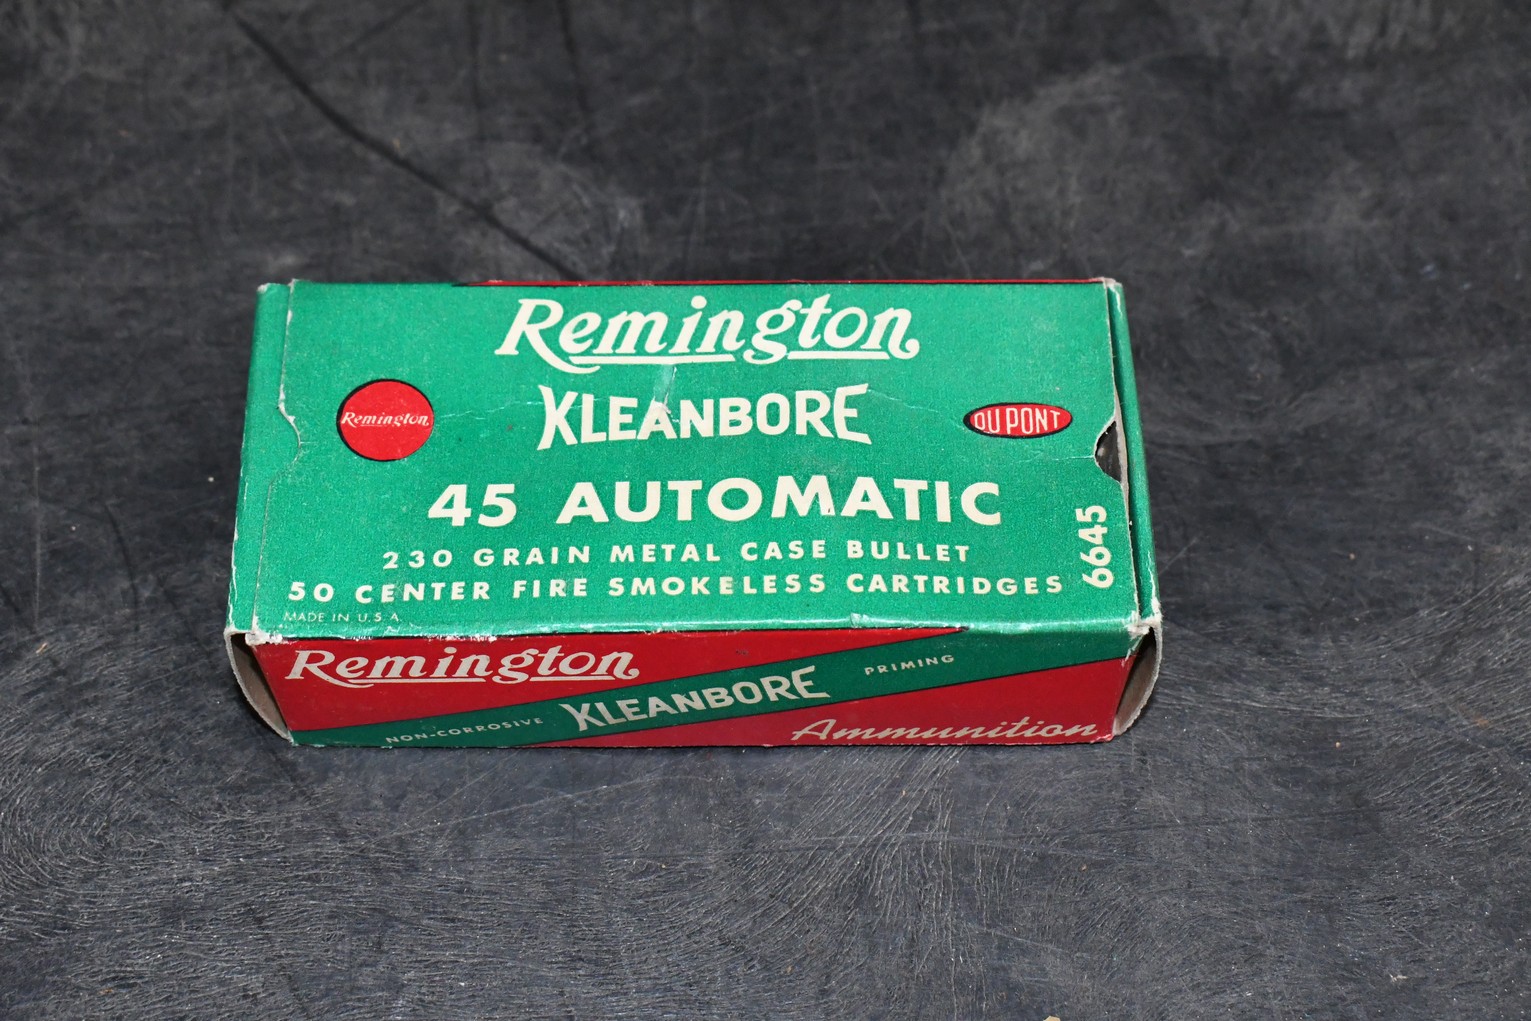 Remington
KLEANBORE
Remington
DU PONT
45 AUTOMATIC
230 GRAIN METAL CASE BULLET
50 CENTER FIRE SMOKELESS CARTRIDGES
6645
MADE IN U.S.A.
Remington
NON-CORROSIVE KLEANBORE PRIMING
Ammunition